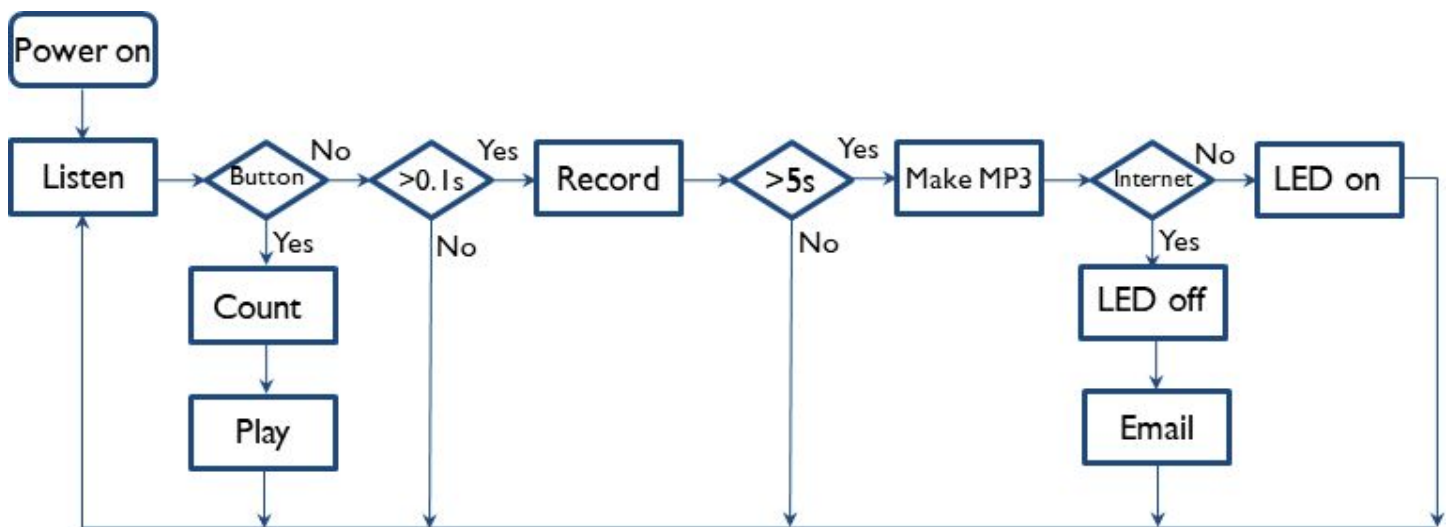 Power on
Listen
Button
No
>0.1s
Yes
Record
>5s
Yes
Make MP3
Internet
No
LED on
Yes
No
No
Yes
Count
LED off
Play
Email